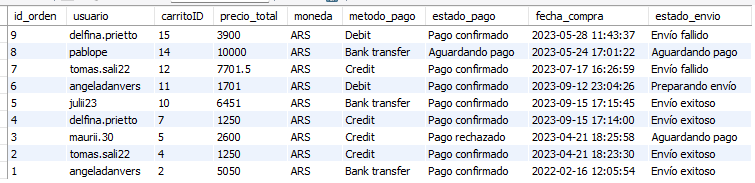 id_orden usuario carritoID precio_total moneda metodo_pago estado_pago fecha_compra estado_envio
9 delfina.prietto 15 3900 ARS Debit Pago confirmado 2023-05-28 11:43:37 Envío fallido
8 pablope 14 10000 ARS Bank transfer Aguardando pago 2023-05-24 17:01:22 Aguardando pago
7 tomas.sali22 12 7701.5 ARS Credit Pago confirmado 2023-07-17 16:26:59 Envío fallido
6 angeladanvers 11 1701 ARS Debit Pago confirmado 2023-09-12 23:04:26 Preparando envío
5 julii23 10 6451 ARS Bank transfer Pago confirmado 2023-09-15 17:15:45 Envío exitoso
4 delfina.prietto 7 1250 ARS Credit Pago confirmado 2023-09-15 17:14:00 Envío exitoso
3 maurii.30 5 2600 ARS Credit Pago rechazado 2023-04-21 18:25:58 Aguardando pago
2 tomas.sali22 4 1250 ARS Credit Pago confirmado 2023-04-21 18:23:30 Envío exitoso
1 angeladanvers 2 5050 ARS Bank transfer Pago confirmado 2022-02-16 12:05:54 Envío exitoso